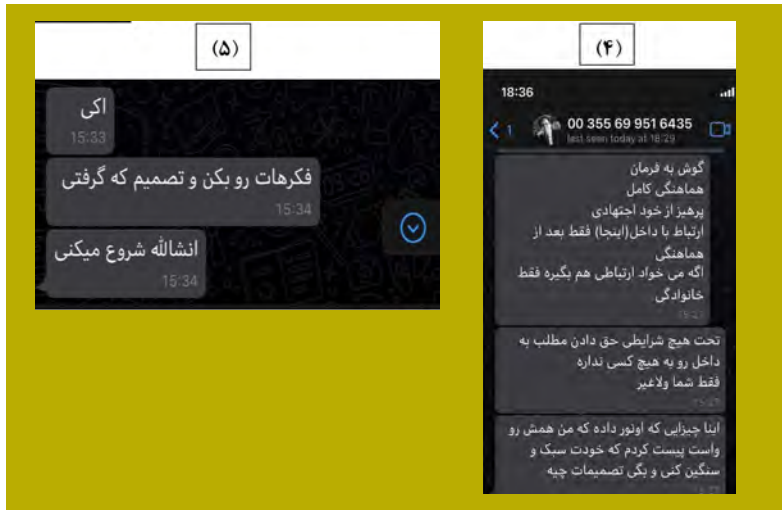 (۵)
اکی
15:33
فکرهات رو بکن و تصمیم که گرفتی
15:34
انشالله شروع میکنی
15:34
(۴)
18:36
1
00 355 69 951 6435
last seen today at 18:29
گوش به فرمان
هماهنگی کامل
پرهیز از خود اجتهادی
ارتباط با داخل(اینجا) فقط بعد از
هماهنگی
اگه می خواد ارتباطی هم بگیره فقط
خانوادگی
تحت هیچ شرایطی حق دادن مطلب به
داخل رو به هیچ کسی نداره
فقط شما ولاغیر
اینا چیزایی که اونور داده که من همش رو
واست پیست کردم که خودت سبک و
سنگین کنی و بگی تصمیمات چیه